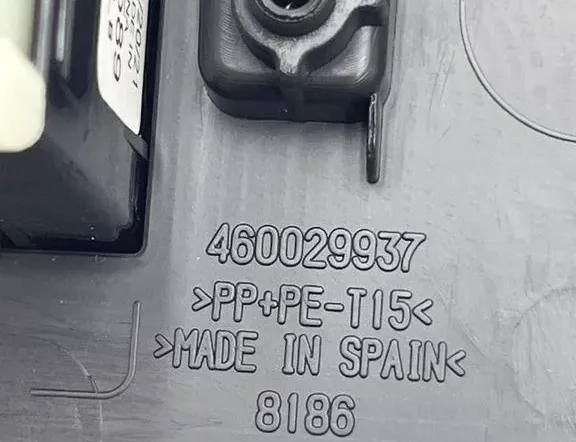 460029937
>PP+PE-T15<
>MADE IN SPAIN<
8186